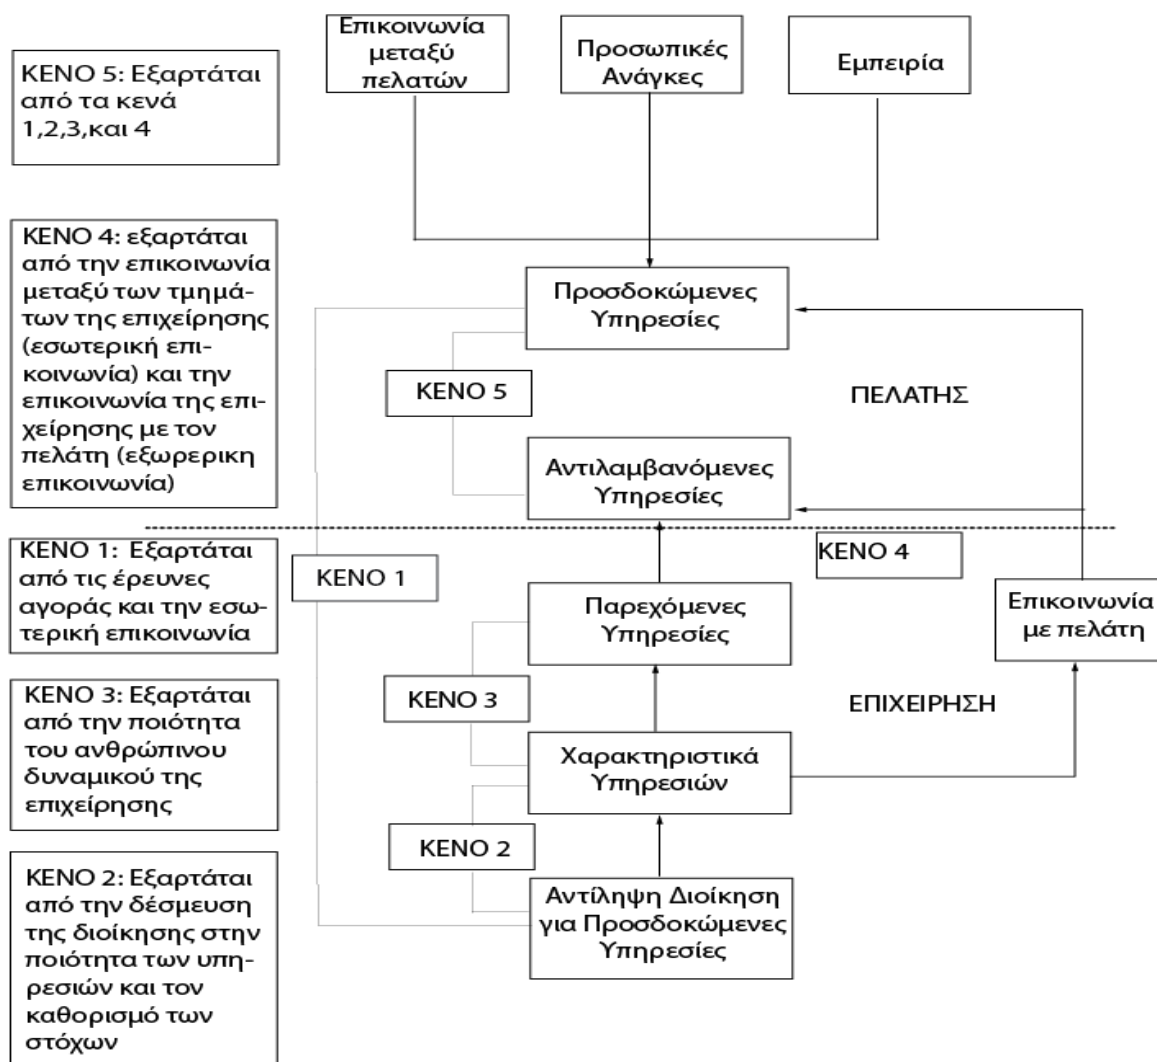 Επικοινωνία
μεταξύ
πελατών
Προσωπικές
Ανάγκες
Εμπειρία
ΚΕΝΟ 5: Εξαρτάται
από τα κενά
1,2,3,και 4
ΚΕΝΟ 4: εξαρτάται
από την επικοινωνία
μεταξύ των τμημά-
των της επιχείρησης
(εσωτερική επι-
κοινωνία) και την
επικοινωνία της επι-
χείρησης με τον
πελάτη (εξωρερικη
επικοινωνία)
Προσδοκώμενες
Υπηρεσίες
ΚΕΝΟ 5
ΠΕΛΑΤΗΣ
Αντιλαμβανόμενες
Υπηρεσίες
ΚΕΝΟ 1: Εξαρτάται
από τις έρευνες
αγοράς και την εσω-
τερική επικοινωνία
ΚΕΝΟ 1
ΚΕΝΟ 4
Παρεχόμενες
Υπηρεσίες
Επικοινωνία
με πελάτη
ΚΕΝΟ 3: Εξαρτάται
από την ποιότητα
του ανθρώπινου
δυναμικού της
επιχείρησης
ΚΕΝΟ 3
ΕΠΙΧΕΙΡΗΣΗ
Χαρακτηριστικά
Υπηρεσιών
ΚΕΝΟ 2
ΚΕΝΟ 2: Εξαρτάται
από την δέσμευση
της διοίκησης στην
ποιότητα των υπη-
ρεσιών και τον
καθορισμό των
στόχων
Αντίληψη Διοίκηση
για Προσδοκώμενες
Υπηρεσίες